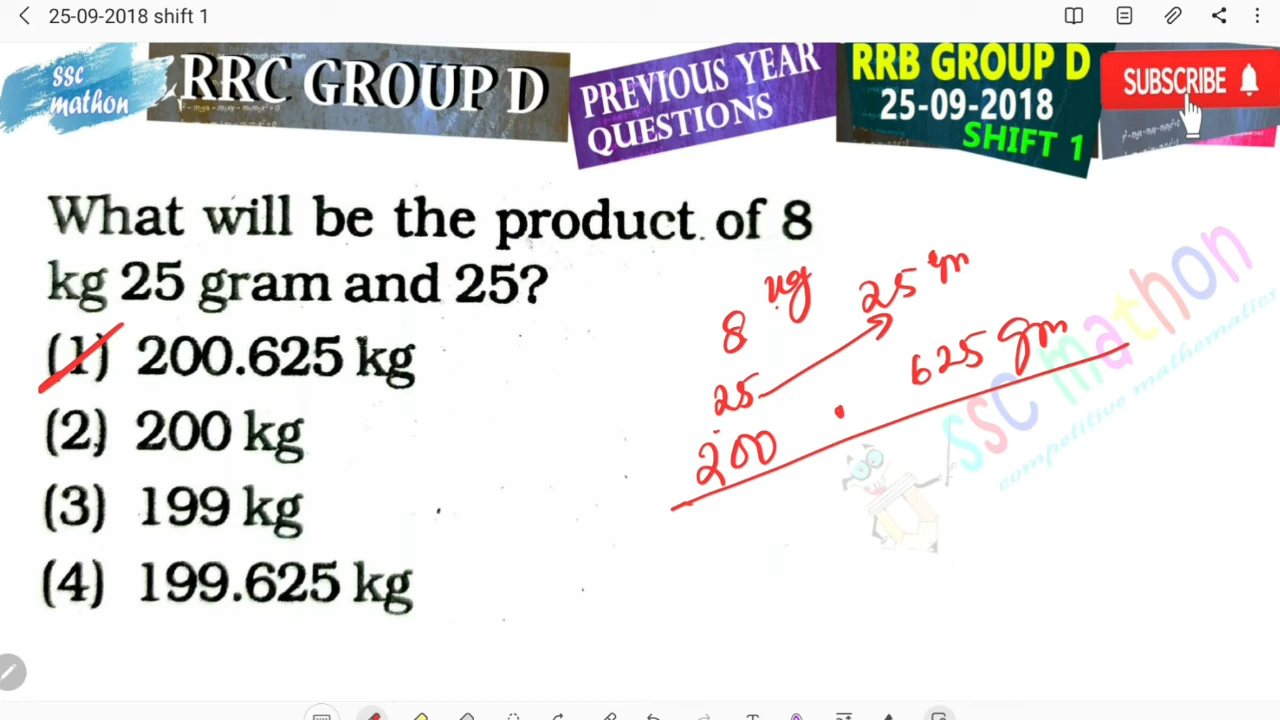 25-09-2018 shift 1
SSC
mathon
RRC GROUP D
PREVIOUS YEAR
QUESTIONS
RRB GROUP D
25-09-2018
SHIFT 1
SUBSCRIBE
What will be the product of 8
kg 25 gram and 25?
(1) 200.625 kg
(2) 200 kg
(3) 199 kg
(4) 199.625 kg
8 kg 25 gm
25
200 . 625 gm
SSC mathon
competitive mathematics